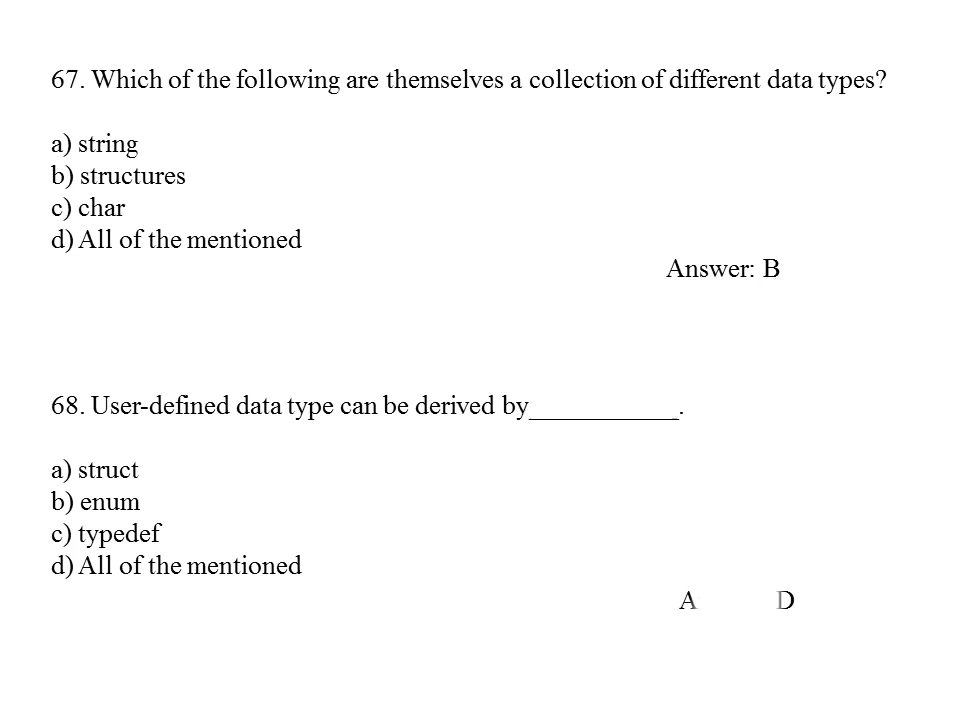 67. Which of the following are themselves a collection of different data types?
a) string
b) structures
c) char
d) All of the mentioned
Answer: B
68. User-defined data type can be derived by___________.
a) struct
b) enum
c) typedef
d) All of the mentioned
A D